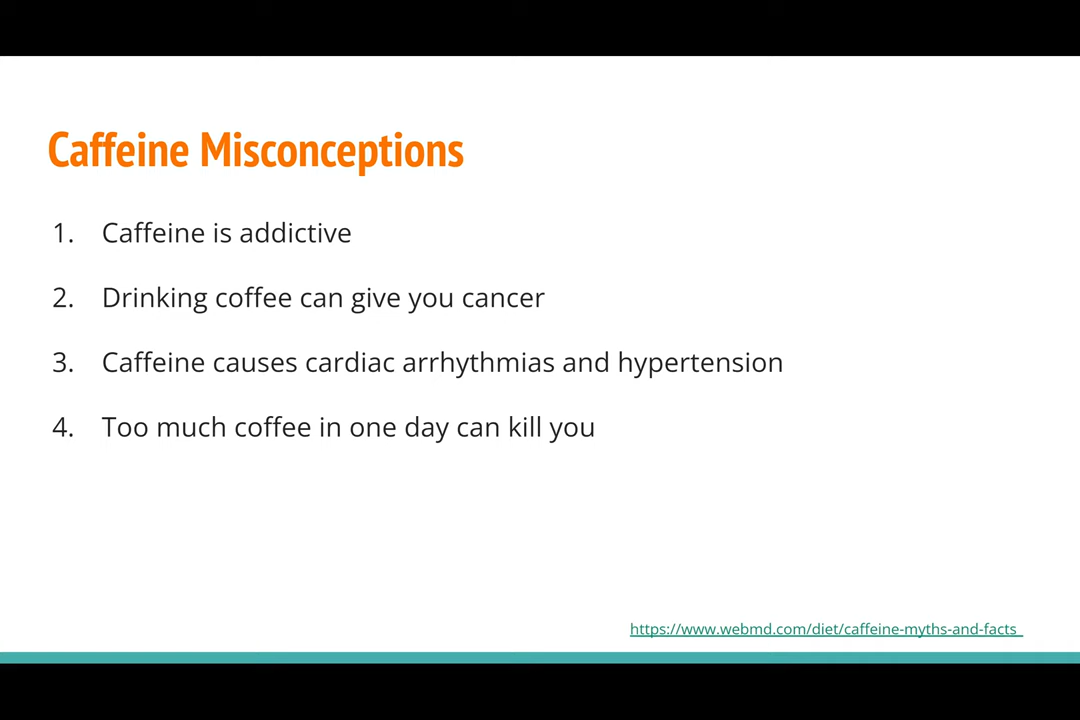 Caffeine Misconceptions
1. Caffeine is addictive
2. Drinking coffee can give you cancer
3. Caffeine causes cardiac arrhythmias and hypertension
4. Too much coffee in one day can kill you
https://www.webmd.com/diet/caffeine-myths-and-facts